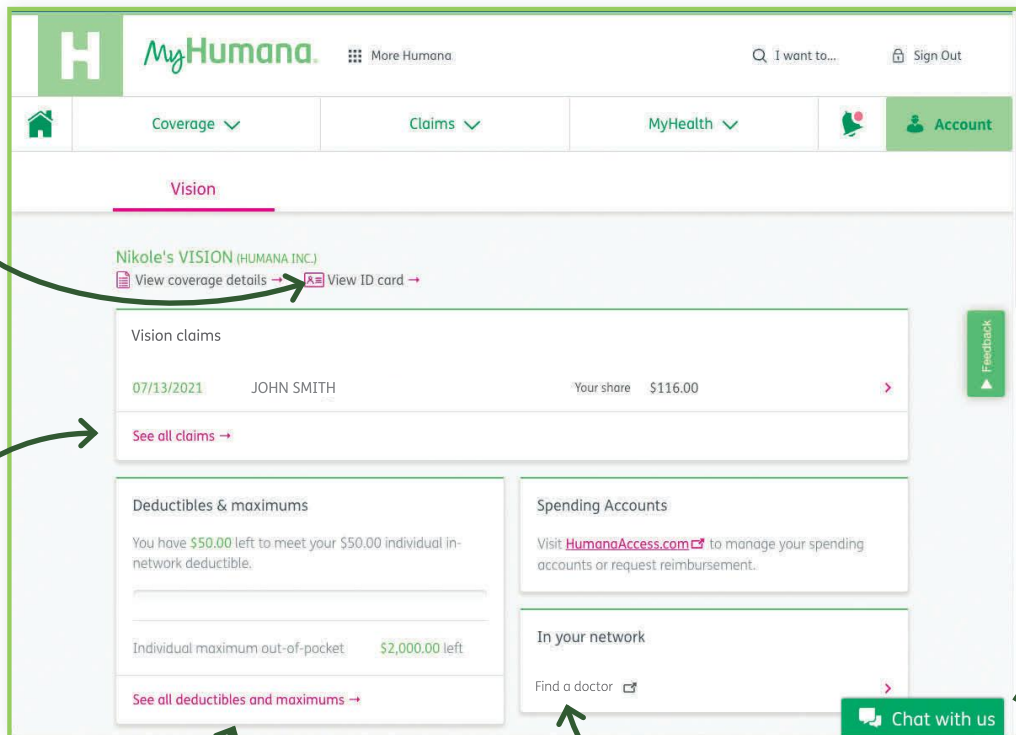 H MyHumana. More Humana I want to... Sign Out
Coverage Claims MyHealth Account
Vision
Nikole's VISION (HUMANA INC.)
View coverage details → View ID card →
Vision claims
07/13/2021 JOHN SMITH Your share $116.00
See all claims →
Feedback
Deductibles & maximums
You have $50.00 left to meet your $50.00 individual in-
network deductible.
Individual maximum out-of-pocket $2,000.00 left
See all deductibles and maximums →
Spending Accounts
Visit HumanaAccess.com to manage your spending
accounts or request reimbursement.
In your network
Find a doctor
Chat with us